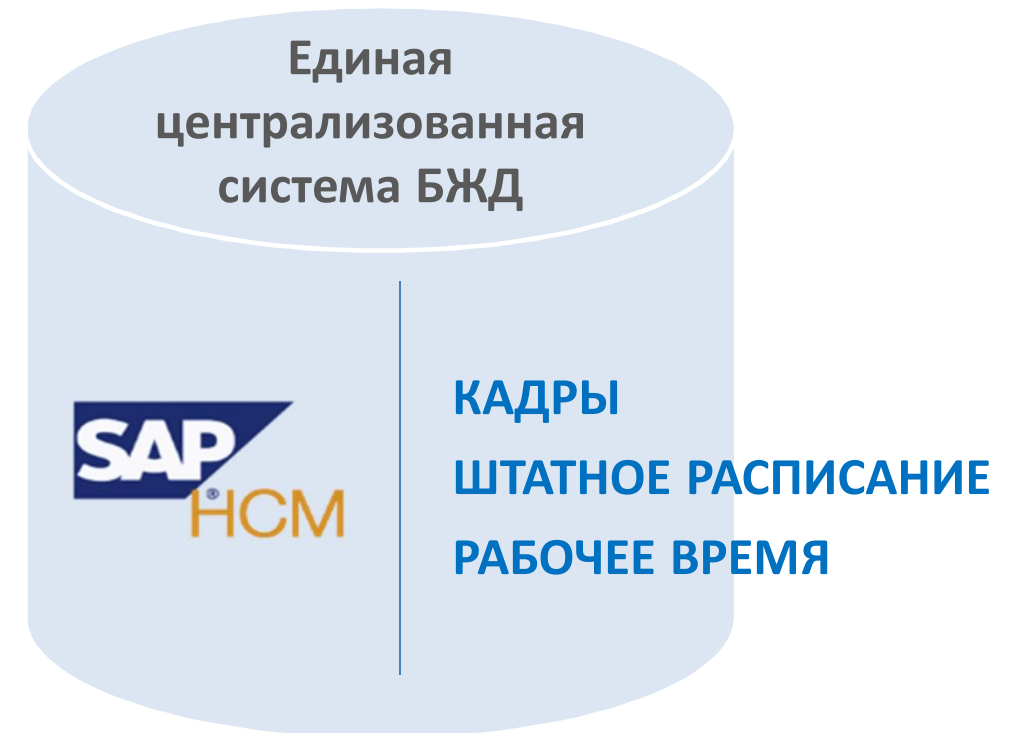 Единая
централизованная
система БЖД
SAP®
HCM
КАДРЫ
ШТАТНОЕ РАСПИСАНИЕ
РАБОЧЕЕ ВРЕМЯ